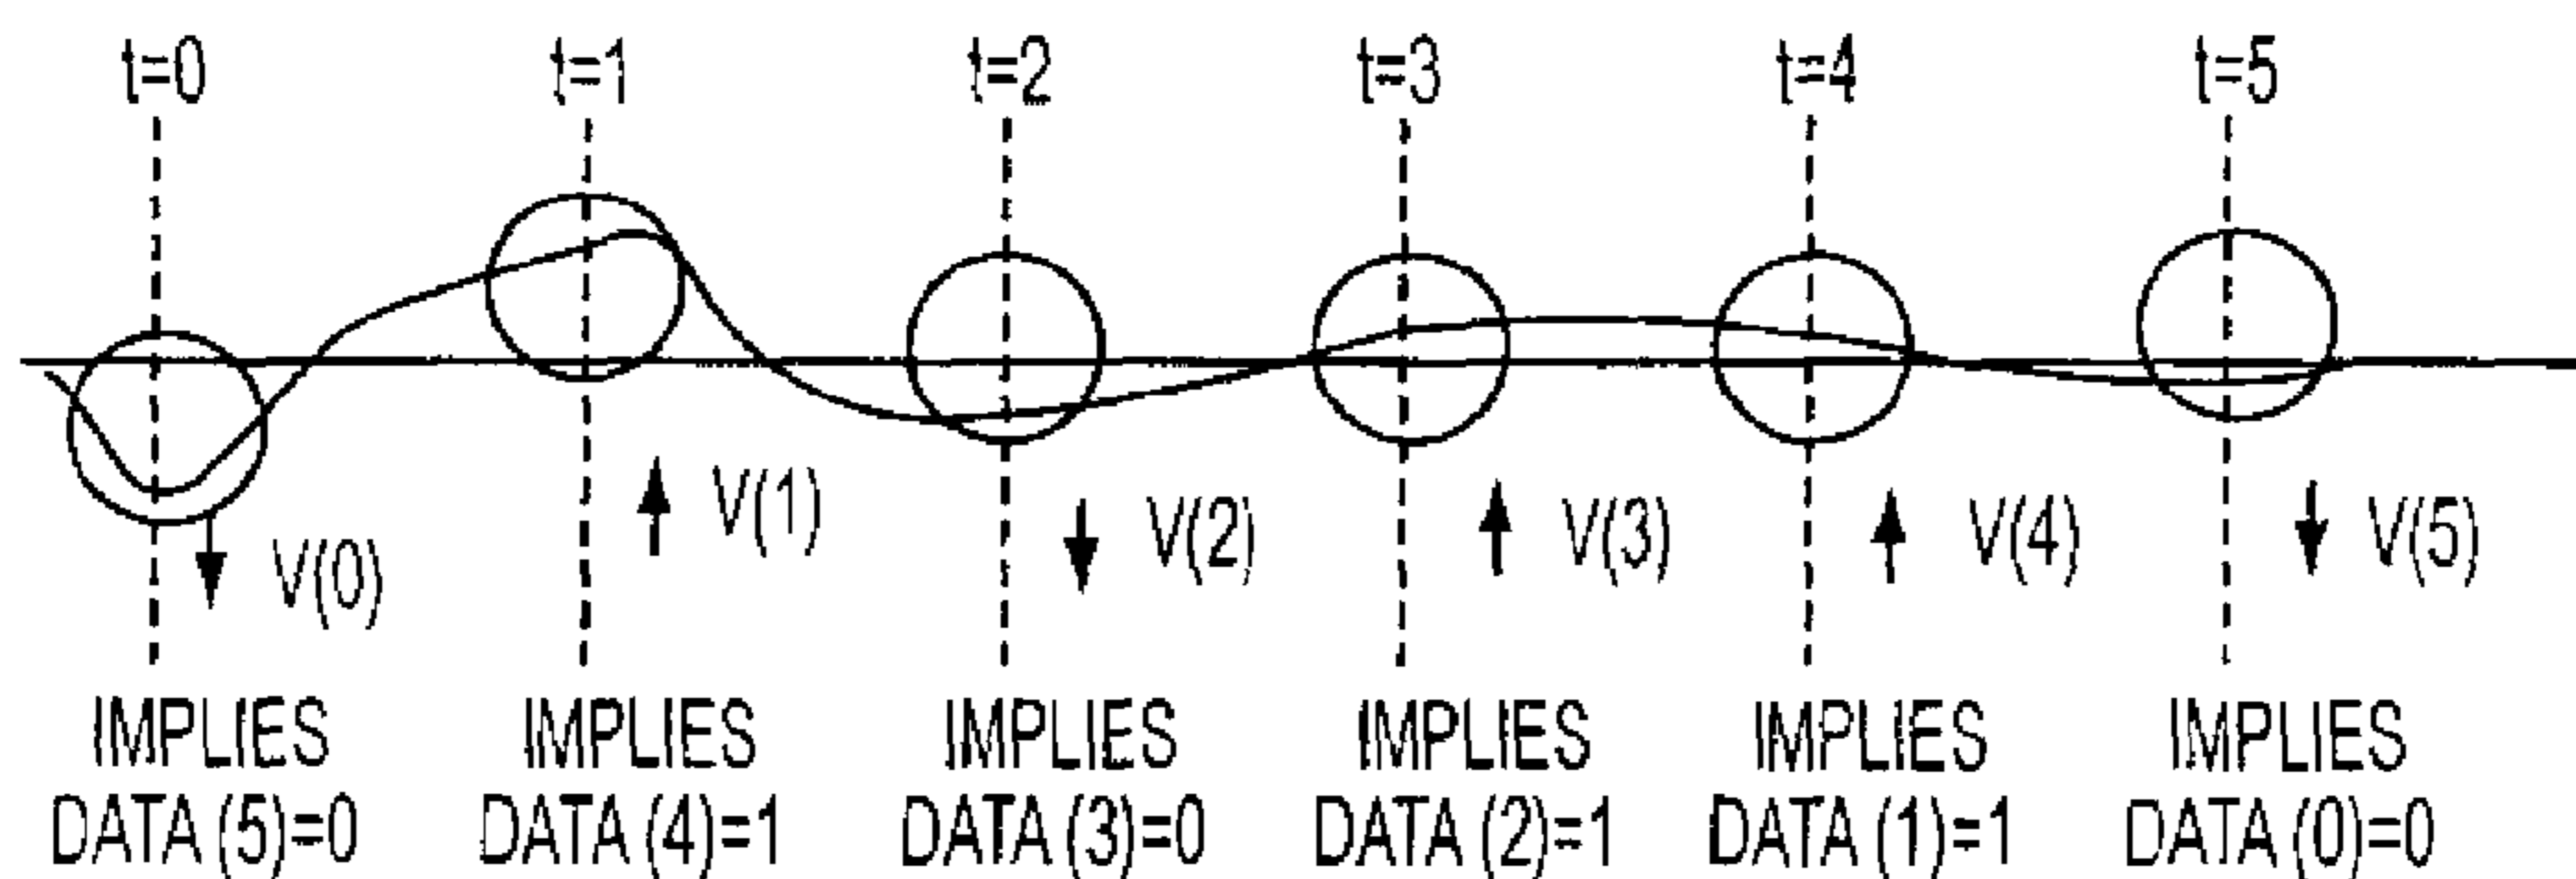 t=0 t=1 t=2 t=3 t=4 t=5
V(0) V(1) V(2) V(3) V(4) V(5)
IMPLIES IMPLIES IMPLIES IMPLIES IMPLIES IMPLIES
DATA (5)=0 DATA (4)=1 DATA (3)=0 DATA (2)=1 DATA (1)=1 DATA (0)=0